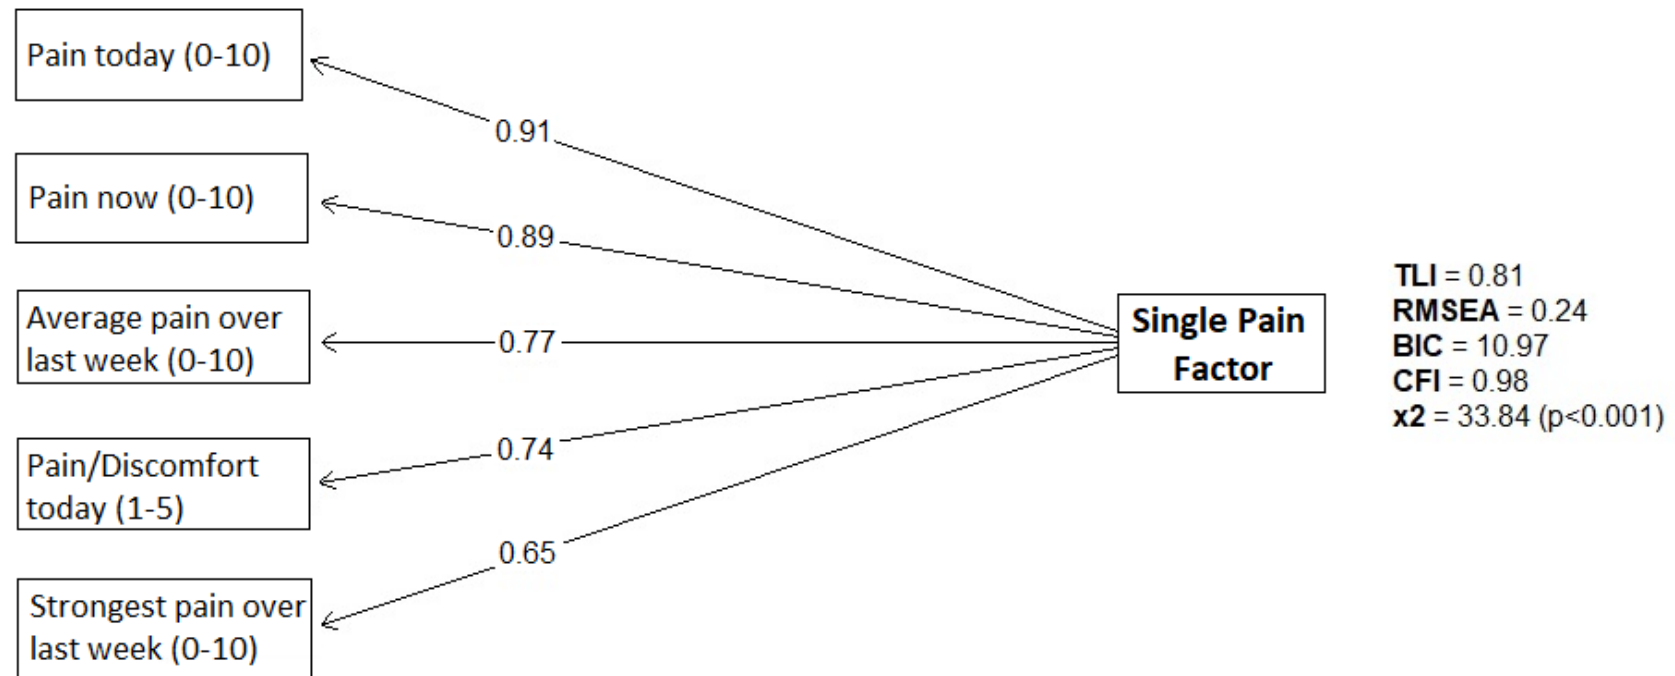 Pain today (0-10)
0.91
Pain now (0-10)
0.89
Average pain over
last week (0-10)
0.77
Pain/Discomfort
today (1-5)
0.74
Strongest pain over
last week (0-10)
0.65
Single Pain
Factor
TLI = 0.81
RMSEA = 0.24
BIC = 10.97
CFI = 0.98
x2 = 33.84 (p<0.001)